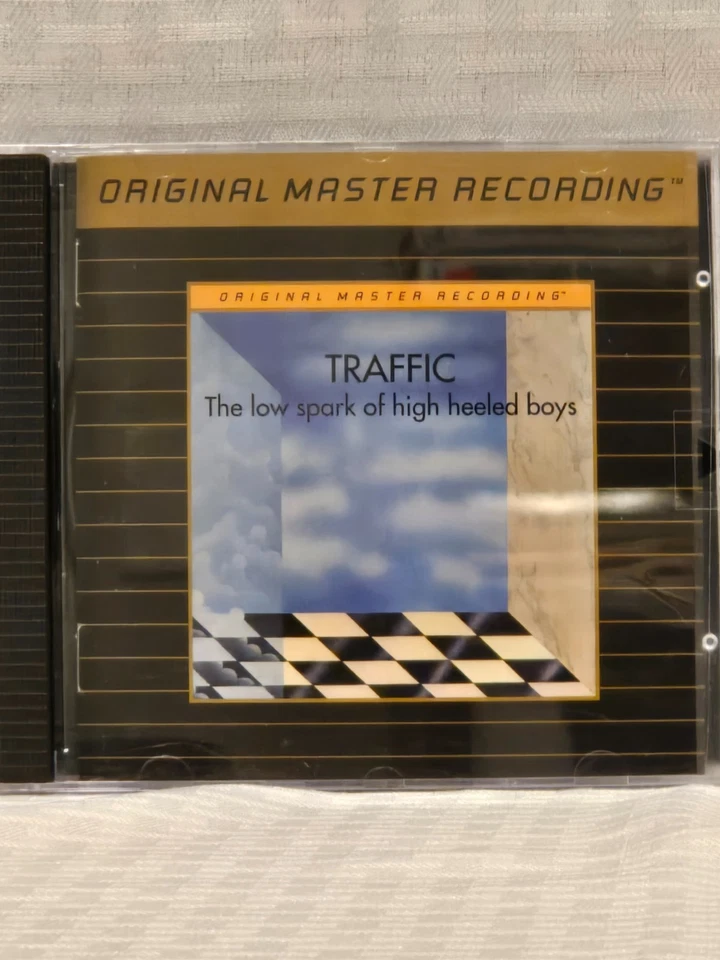 ORIGINAL MASTER RECORDING™
ORIGINAL MASTER RECORDING™
TRAFFIC
The low spark of high heeled boys